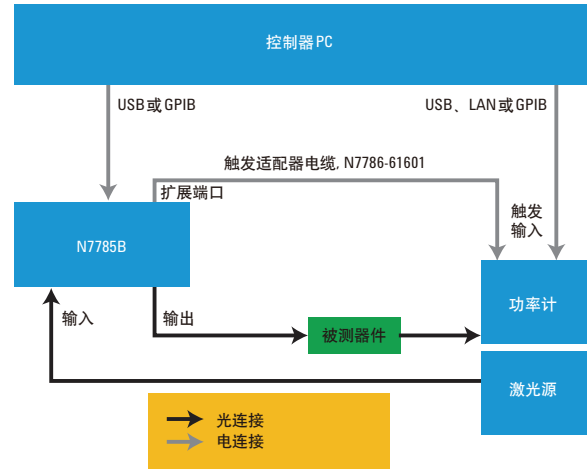 控制器PC
USB或GPIB
USB、LAN或GPIB
触发适配器电缆, N7786-61601
扩展端口
N7785B
触发
输入
功率计
输入
输出
被测器件
激光源
光连接
电连接